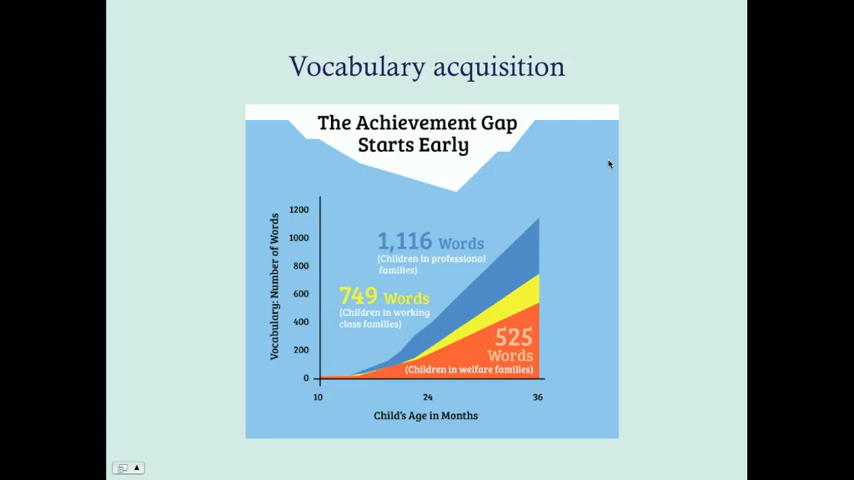 Vocabulary acquisition
The Achievement Gap
Starts Early
Vocabulary: Number of Words
1200
1000
800
600
400
200
0
1,116 Words
(Children in professional
families)
749 Words
(Children in working
class families)
525
Words
(Children in welfare families)
10
24
36
Child's Age in Months